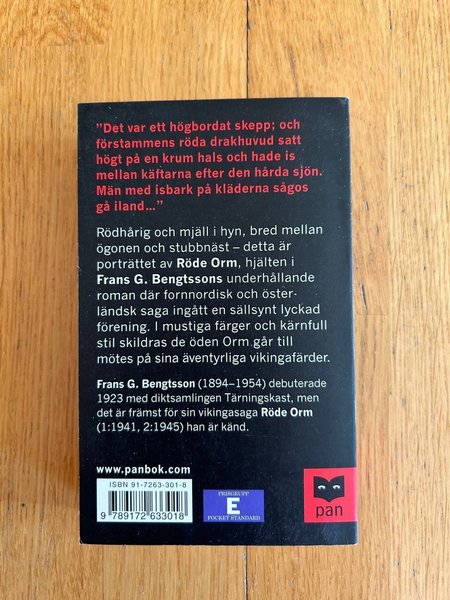 ”Det var ett högbordat skepp; och
förstammens röda drakhuvud satt
högt på en krum hals och hade is
mellan käftarna efter den hårda sjön.
Män med isbark på kläderna sågos
gå iland...”
Rödhårig och mjäll i hyn, bred mellan
ögonen och stubbnäst – detta är
porträttet av Röde Orm, hjälten i
Frans G. Bengtssons underhållande
roman där fornnordisk och öster-
ländsk saga ingått en sällsynt lyckad
förening. I mustiga färger och kärnfull
stil skildras de öden Orm går till
mötes på sina äventyrliga vikingafärder.
Frans G. Bengtsson (1894–1954) debuterade
1923 med diktsamlingen Tärningskast, men
det är främst för sin vikingasaga Röde Orm
(1:1941, 2:1945) han är känd.
www.panbok.com
ISBN 91-7263-301-8
9 789172 633018
PRISGRUPP
E
POCKET STANDARD
pan